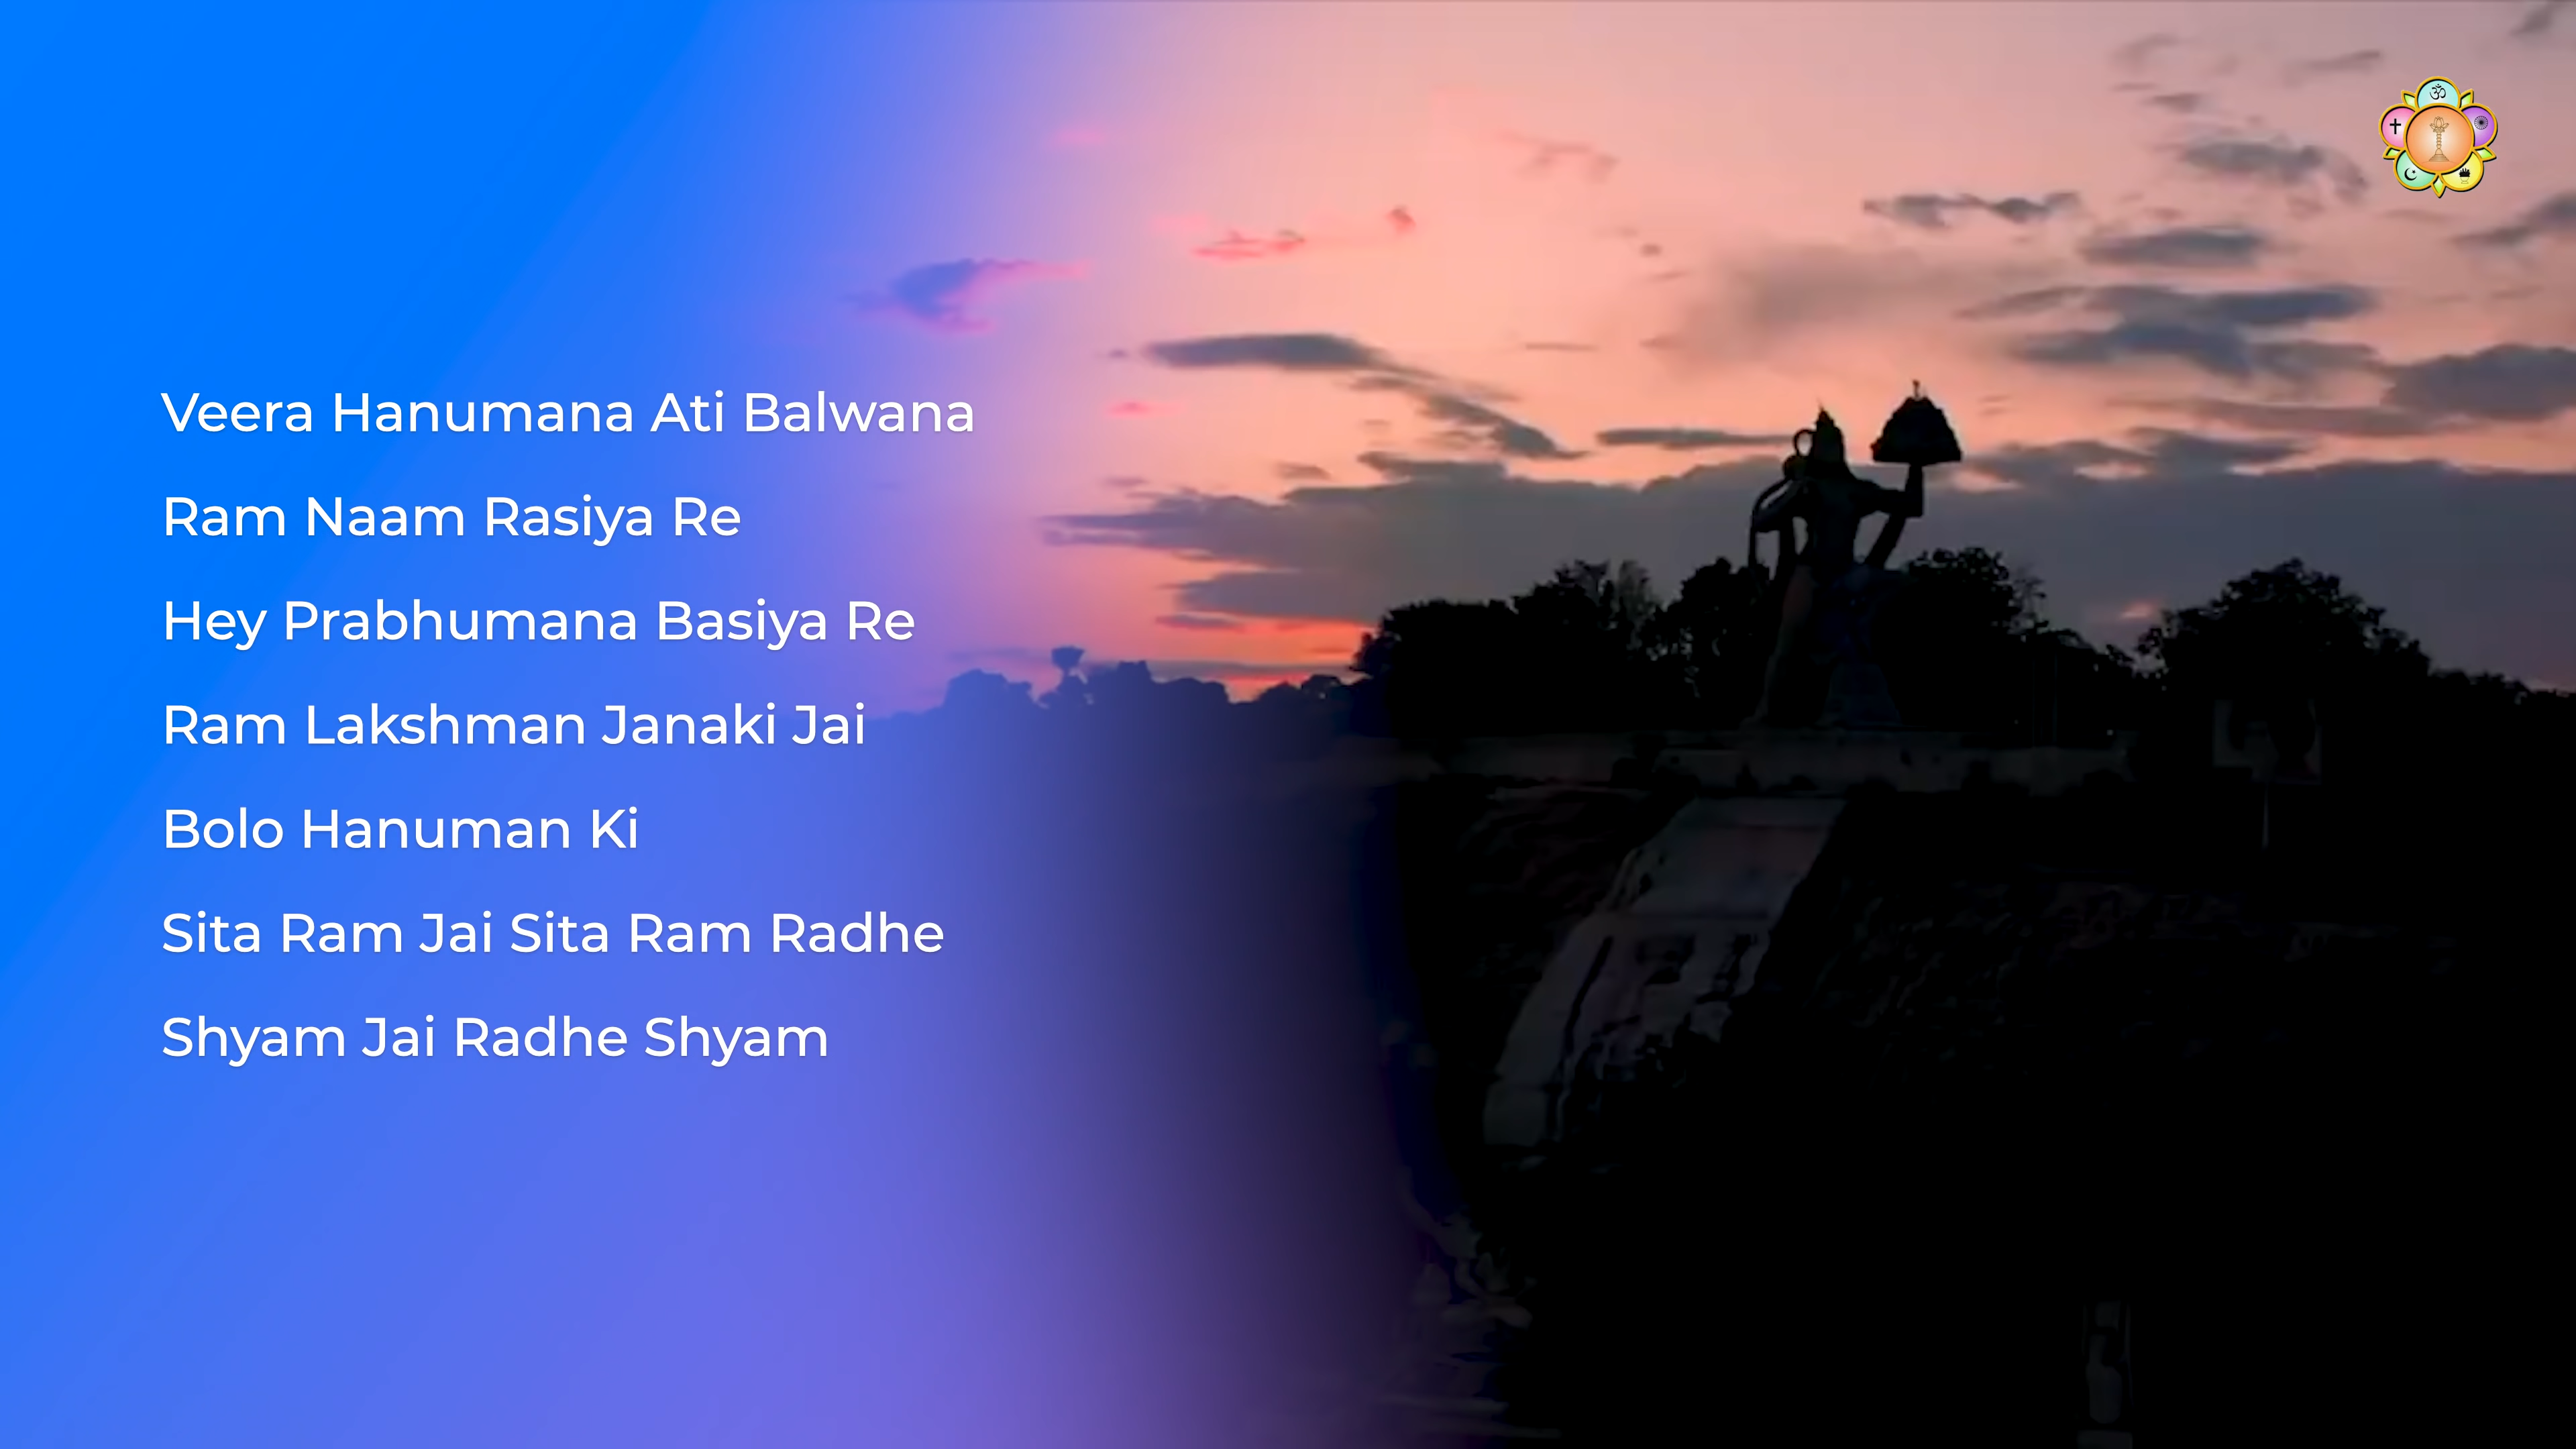 Veera Hanumana Ati Balwana
Ram Naam Rasiya Re
Hey Prabhumana Basiya Re
Ram Lakshman Janaki Jai
Bolo Hanuman Ki
Sita Ram Jai Sita Ram Radhe
Shyam Jai Radhe Shyam